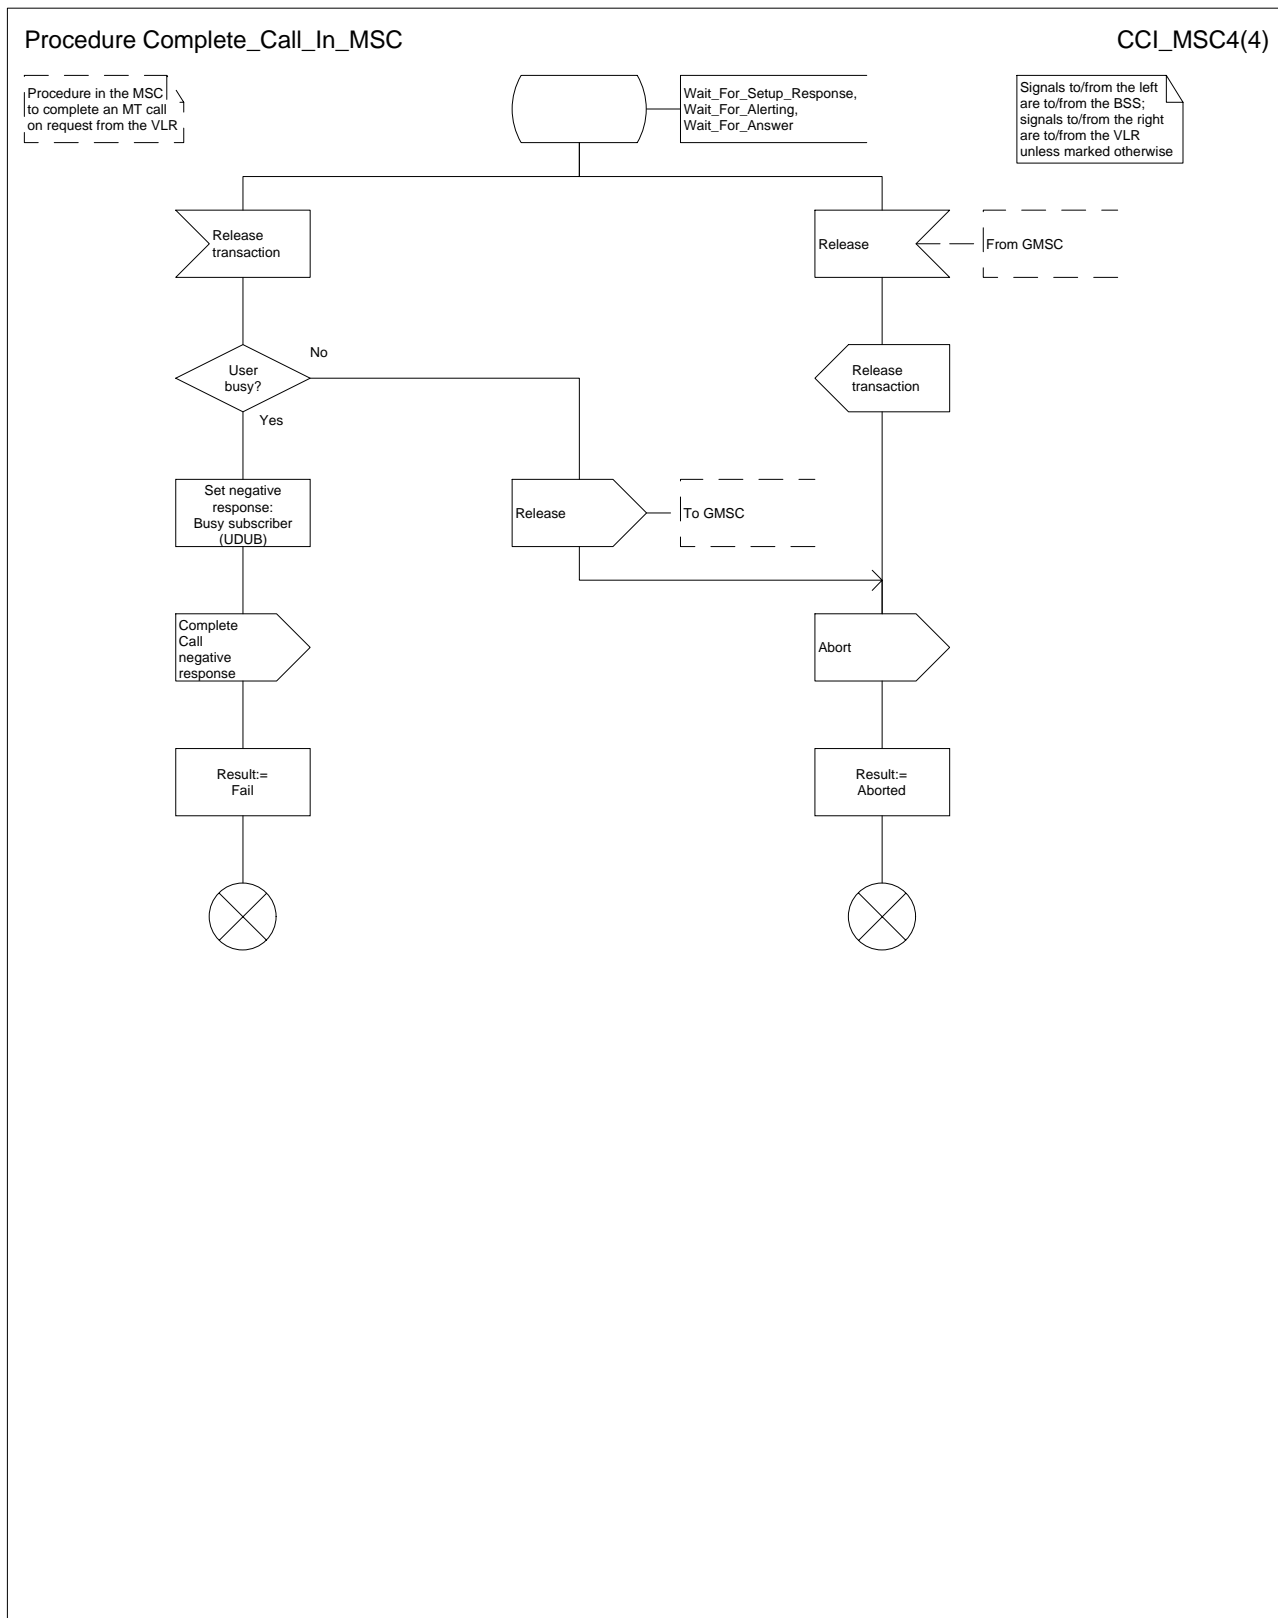 Procedure Complete_Call_In_MSC
CCI_MSC4(4)
Procedure in the MSC
to complete an MT call
on request from the VLR
Wait_For_Setup_Response,
Wait_For_Alerting,
Wait_For_Answer
Signals to/from the left
are to/from the BSS;
signals to/from the right
are to/from the VLR
unless marked otherwise
Release
transaction
Release
From GMSC
User
busy?
No
Yes
Release
transaction
Set negative
response:
Busy subscriber
(UDUB)
Release
To GMSC
Complete
Call
negative
response
Abort
Result:=
Fail
Result:=
Aborted